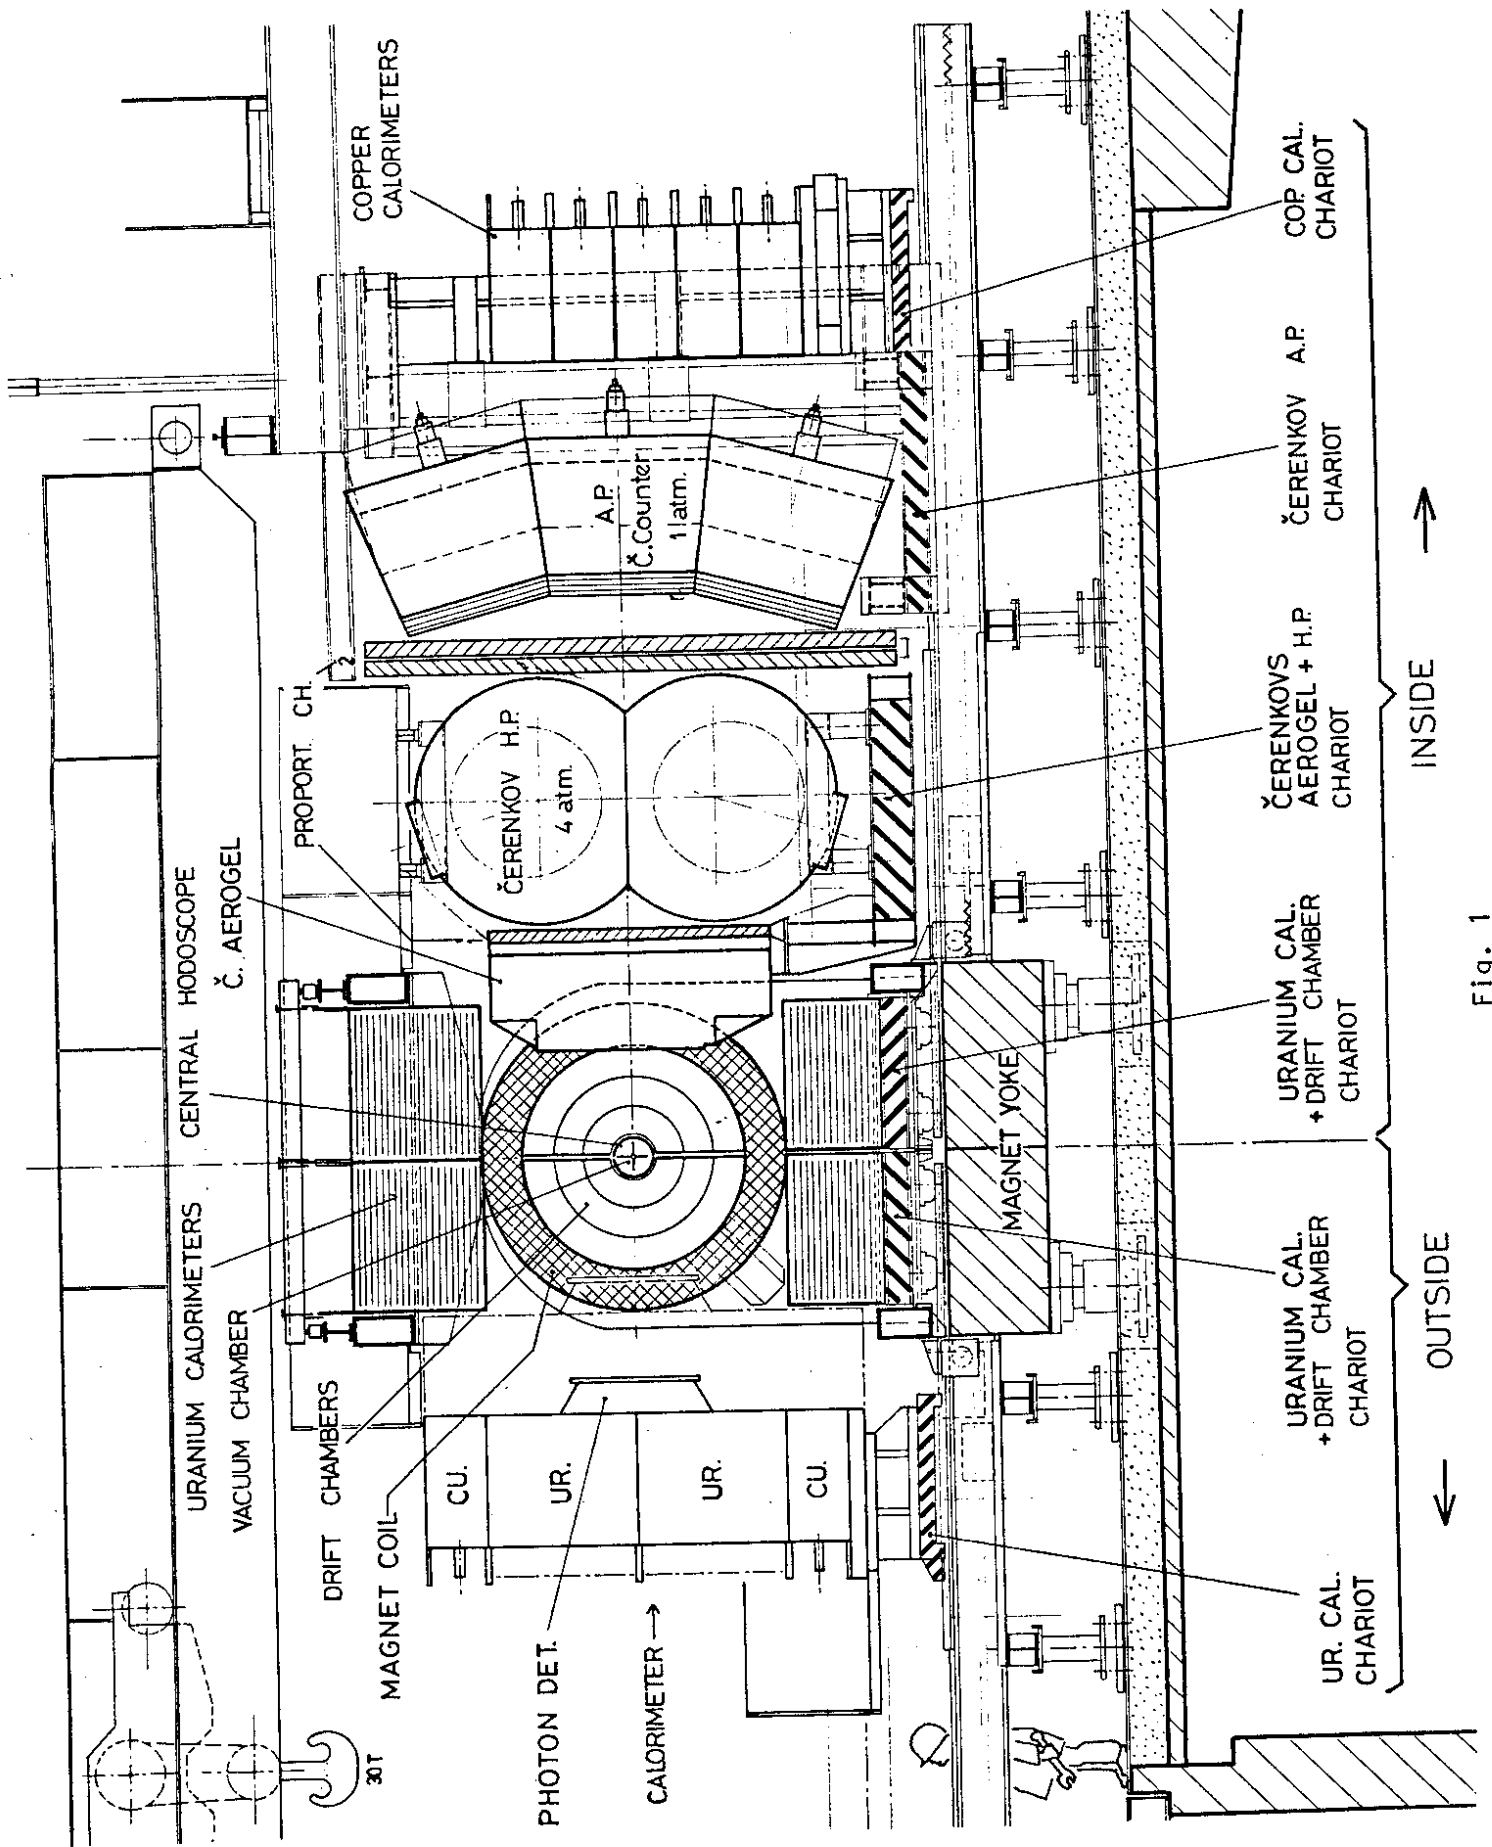 30T
URANIUM CALORIMETERS
CENTRAL HODOSCOPE
VACUUM CHAMBER
Č. AEROGEL
DRIFT CHAMBERS
PROPORT. CH.
1
2
MAGNET COIL
COPPER
CALORIMETERS
PHOTON DET.
CALORIMETER →
CU.
UR.
UR.
CU.
ČERENKOV H.P.
4 atm.
A.P.
Č.Counter
1 atm.
MAGNET YOKE
UR. CAL.
CHARIOT
URANIUM CAL.
+DRIFT CHAMBER
CHARIOT
URANIUM CAL.
+DRIFT CHAMBER
CHARIOT
ČERENKOVS
AEROGEL + H.P.
CHARIOT
ČERENKOV A.P.
CHARIOT
COP. CAL.
CHARIOT
← OUTSIDE
INSIDE →
Fig. 1